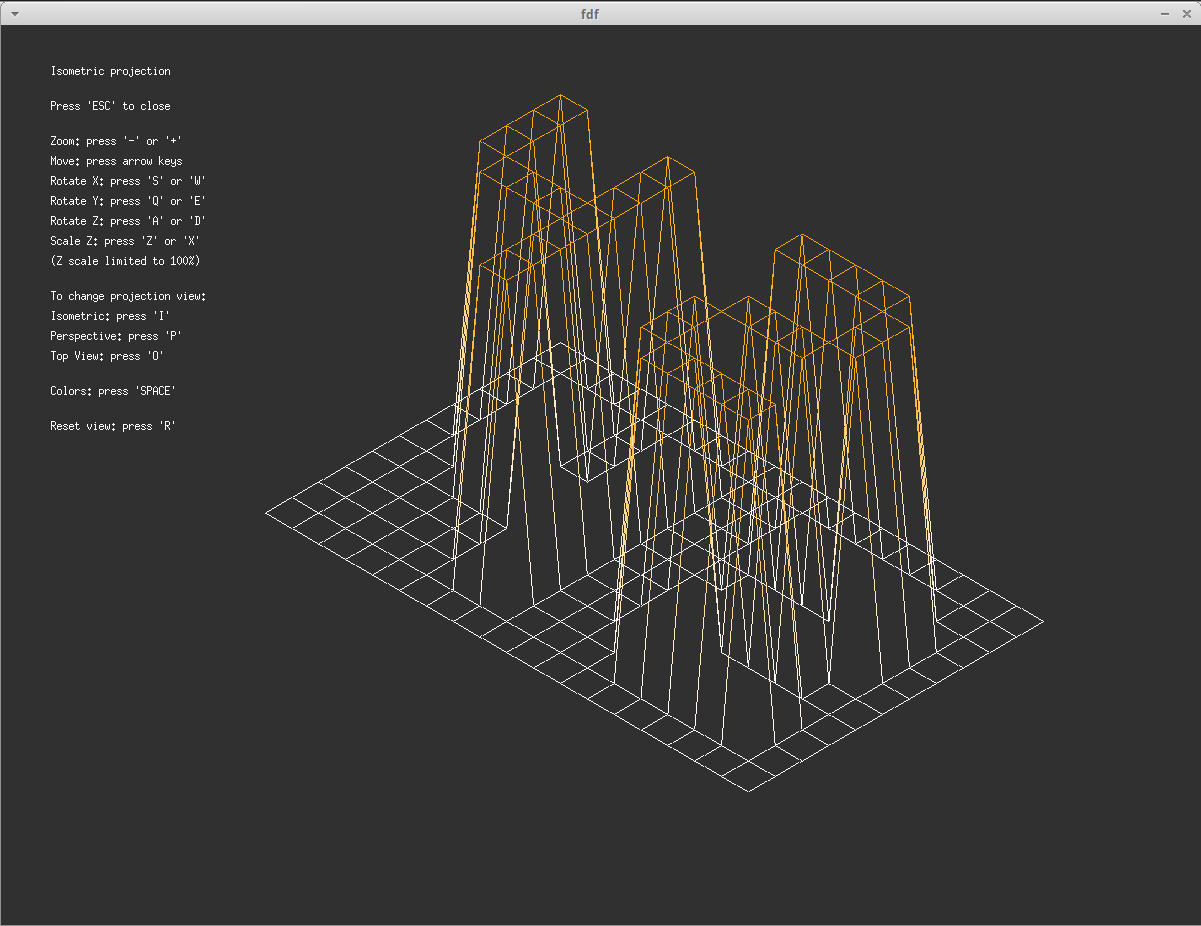 fdf
Isometric projection
Press 'ESC' to close
Zoom: press '-' or '+'
Move: press arrow keys
Rotate X: press 'S' or 'W'
Rotate Y: press 'Q' or 'E'
Rotate Z: press 'A' or 'D'
Scale Z: press 'Z' or 'X'
(Z scale limited to 100%)
To change projection view:
Isometric: press 'I'
Perspective: press 'P'
Top View: press 'O'
Colors: press 'SPACE'
Reset view: press 'R'